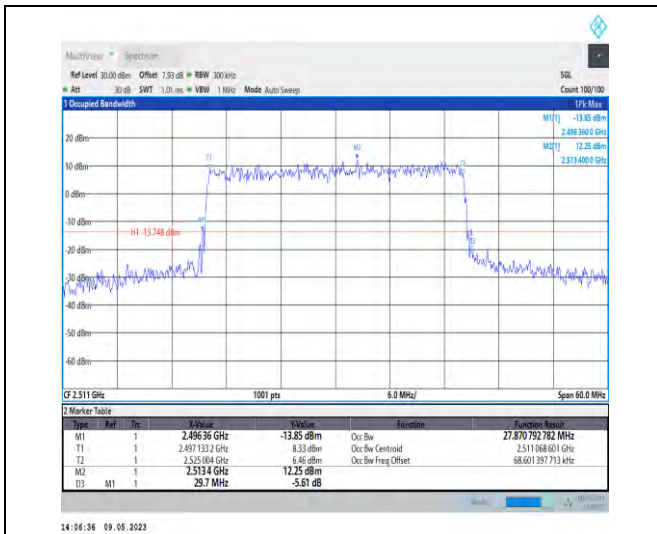 MultiView Spectrum
Ref Level 30.00 dBm Offset 7.93 dB RBW 300 kHz SGL
Att 30 dB SWT 1.01 ms VBW 1 MHz Mode Auto Sweep Count 100/100
1 Occupied Bandwidth 1Pk Max
M1[1] -13.85 dBm
2.496 3600 GHz
M2[1] 12.25 dBm
2.513 4000 GHz
20 dBm
10 dBm
0 dBm
-10 dBm
H1 -13.748 dBm
-20 dBm
-30 dBm
-40 dBm
-50 dBm
-60 dBm
T1
M2
CF 2.511 GHz 1001 pts 6.0 MHz/ Span 60.0 MHz
2 Marker Table
Type Ref Trc X-Value Y-Value Function Function Result
M1 1 2.496 36 GHz -13.85 dBm Occ Bw 27.870 792 782 MHz
T1 1 2.497 133 2 GHz 8.33 dBm Occ Bw Centroid 2.511 068 601 GHz
T2 1 2.525 004 GHz 6.46 dBm Occ Bw Freq Offset 68.601 397 713 kHz
M2 1 2.513 4 GHz 12.25 dBm
D3 M1 1 29.7 MHz -5.61 dB
14:06:36 09.05.2023